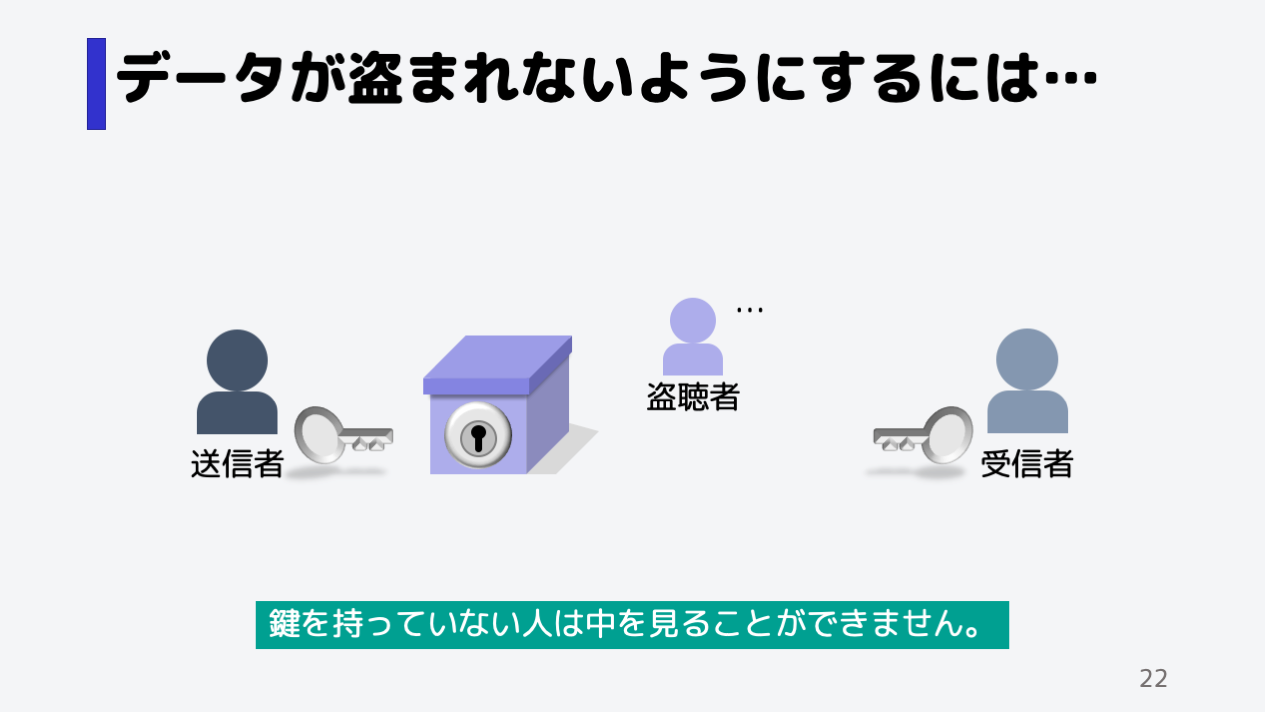 データが盗まれないようにするには…
…
盗聴者
送信者
受信者
鍵を持っていない人は中を見ることができません。
22